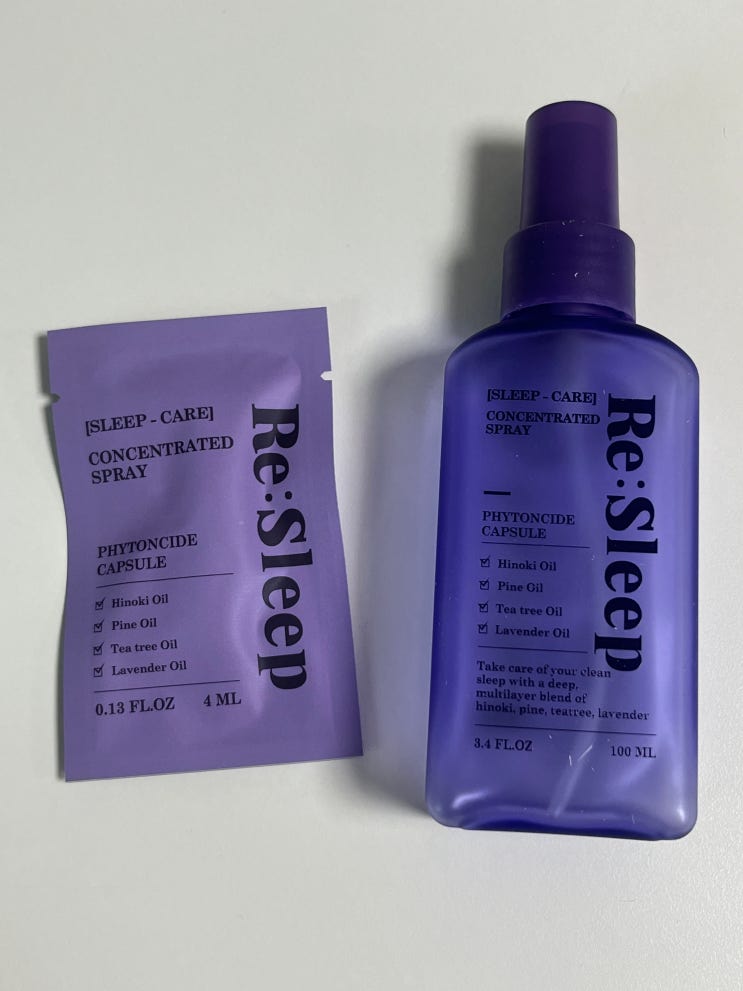 [SLEEP - CARE]
CONCENTRATED
SPRAY
PHYTONCIDE
CAPSULE
Hinoki Oil
Pine Oil
Tea tree Oil
Lavender Oil
0.13 FL.OZ 4 ML
Re:Sleep
[SLEEP - CARE]
CONCENTRATED
SPRAY
PHYTONCIDE
CAPSULE
Hinoki Oil
Pine Oil
Tea tree Oil
Lavender Oil
Take care of your clean
sleep with a deep,
multilayer blend of
hinoki, pine, teatree, lavender
3.4 FL.OZ 100 ML
Re:Sleep